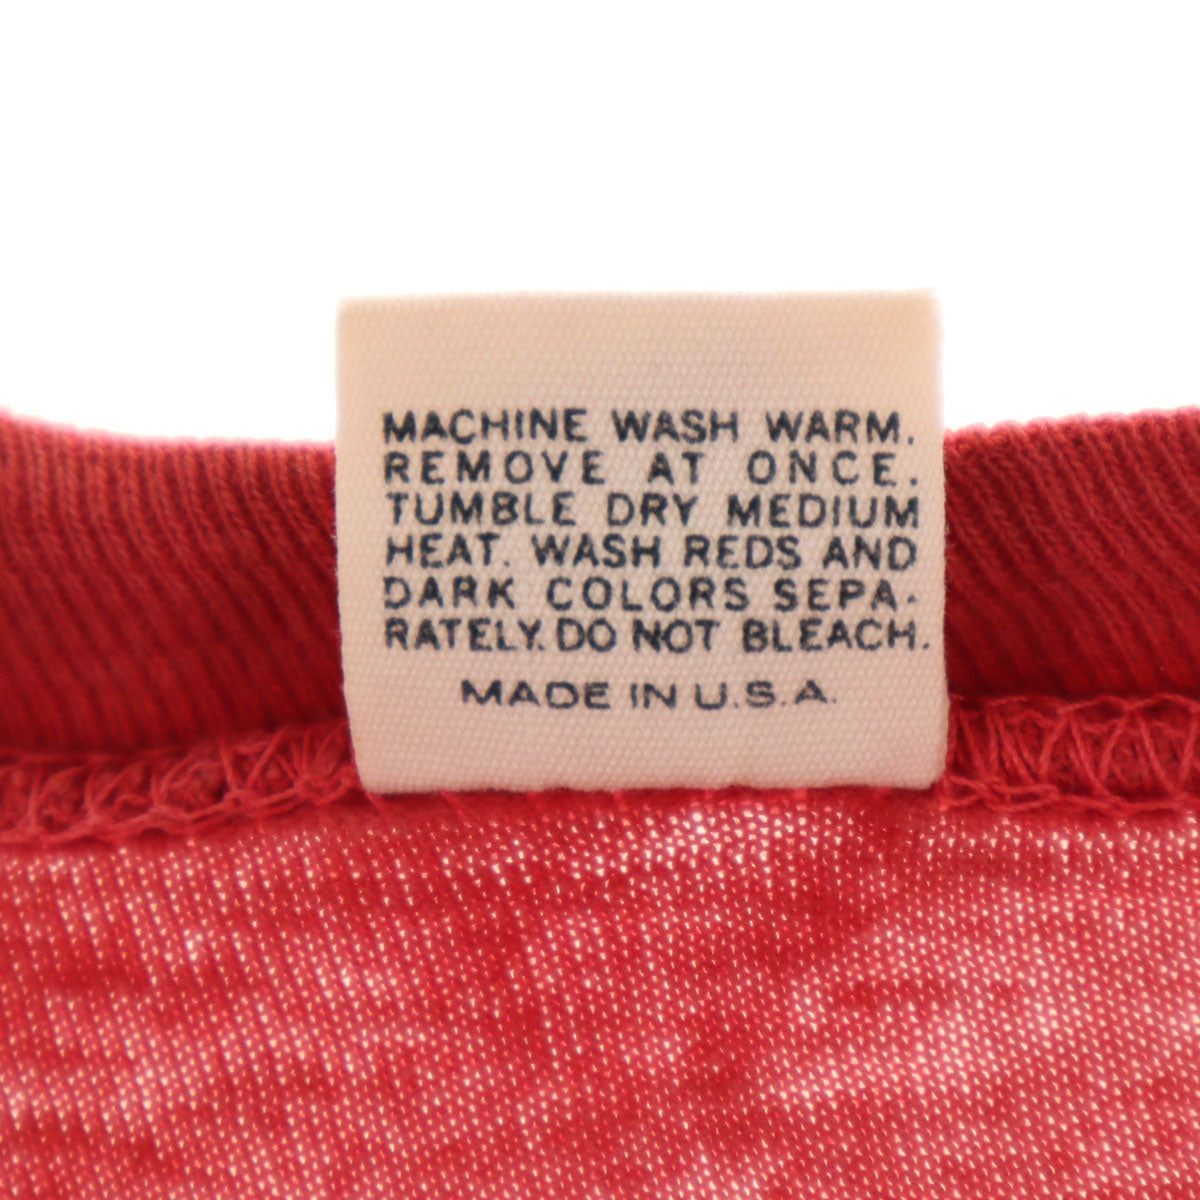 MACHINE WASH WARM.
REMOVE AT ONCE.
TUMBLE DRY MEDIUM
HEAT. WASH REDS AND
DARK COLORS SEPA-
RATELY. DO NOT BLEACH.
MADE IN U.S.A.